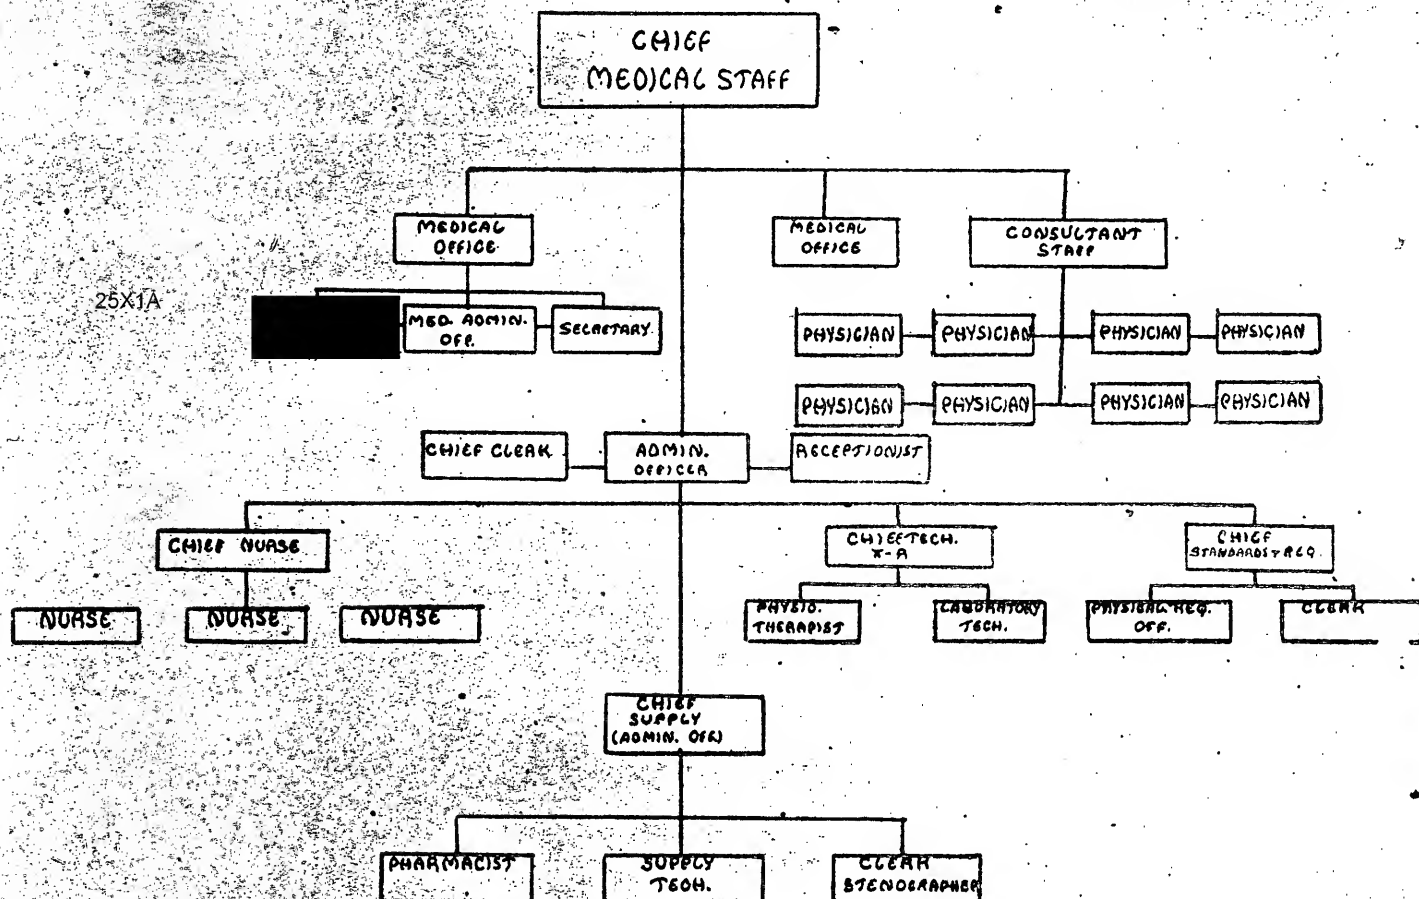 CHIEF
MEDICAL STAFF
MEDICAL
OFFICE
MEDICAL
OFFICE
CONSULTANT
STAFF
25X1A
MED. ADMIN.
OFF.
SECRETARY
PHYSICIAN
PHYSICIAN
PHYSICIAN
PHYSICIAN
PHYSICIAN
PHYSICIAN
PHYSICIAN
PHYSICIAN
CHIEF CLERK
ADMIN.
OFFICER
RECEPTIONIST
CHIEF NURSE
CHIEF TECH.
X-R
CHIEF
STANDARDS & REQ.
NURSE
NURSE
NURSE
PHYSIO.
THERAPIST
LABORATORY
TECH.
PHYSICAL REQ.
OFF.
CLERK
CHIEF
SUPPLY
(ADMIN. OFF.)
PHARMACIST
SUPPLY
TECH.
CLERK
STENOGRAPHER